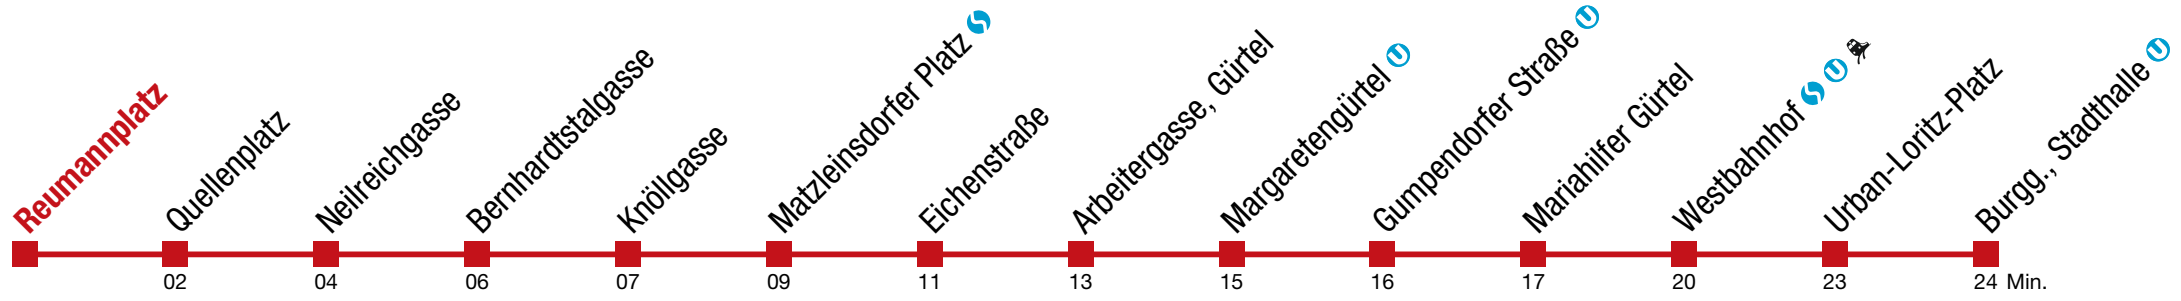 Reumannplatz
Quellenplatz
Neilreichgasse
Bernhardtstalgasse
Knöllgasse
Matzleinsdorfer Platz
Eichenstraße
Arbeitergasse, Gürtel
Margaretengürtel
Gumpendorfer Straße
Mariahilfer Gürtel
Westbahnhof
Urban-Loritz-Platz
Burgg., Stadthalle
02 04 06 07 09 11 13 15 16 17 20 23 24 Min.